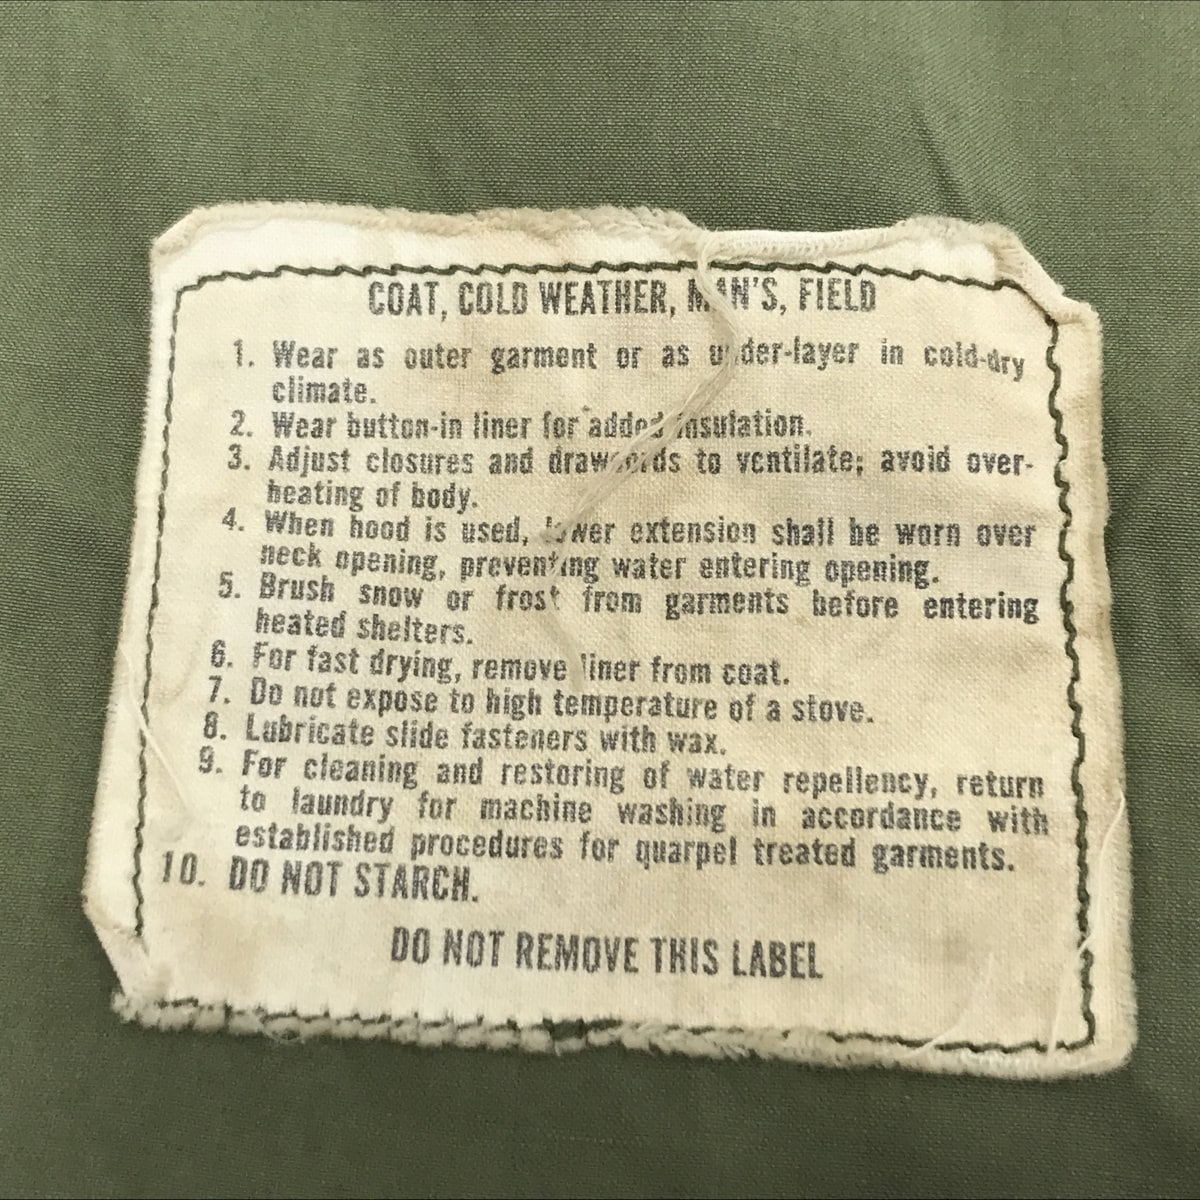 COAT, COLD WEATHER, MAN'S, FIELD
1. Wear as outer garment or as under-layer in cold-dry
climate.
2. Wear button-in liner for added insulation.
3. Adjust closures and drawcords to ventilate; avoid over-
heating of body.
4. When hood is used, lower extension shall be worn over
neck opening, preventing water entering opening.
5. Brush snow or frost from garments before entering
heated shelters.
6. For fast drying, remove liner from coat.
7. Do not expose to high temperature of a stove.
8. Lubricate slide fasteners with wax.
9. For cleaning and restoring of water repellency, return
to laundry for machine washing in accordance with
established procedures for quarpel treated garments.
10. DO NOT STARCH.
DO NOT REMOVE THIS LABEL